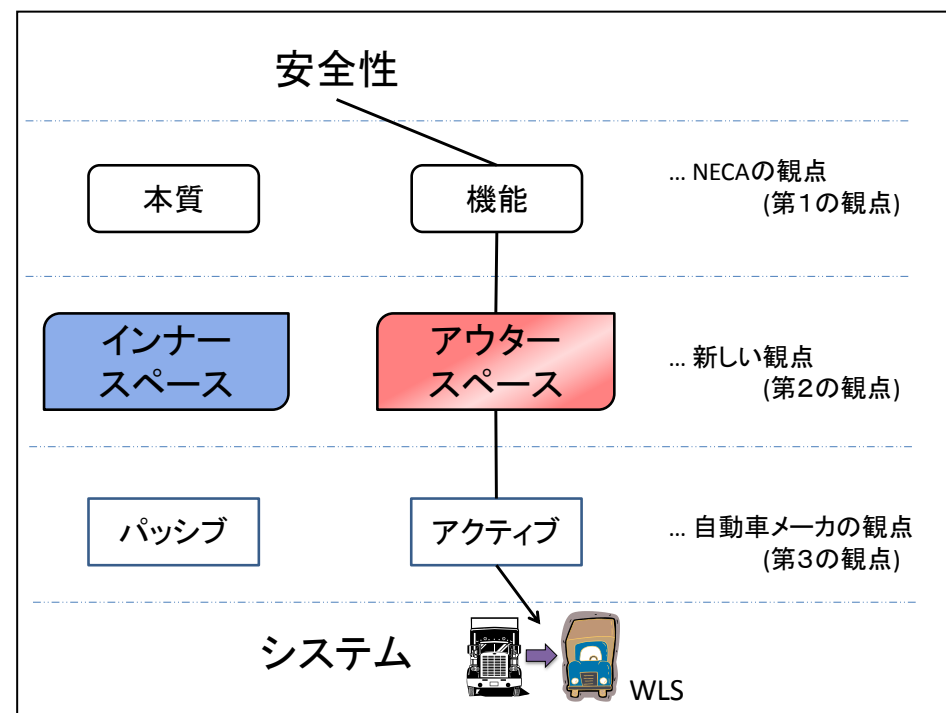 安全性
本質
機能
... NECAの観点
(第1の観点)
インナー
スペース
アウター
スペース
... 新しい観点
(第2の観点)
パッシブ
アクティブ
... 自動車メーカの観点
(第3の観点)
システム
WLS